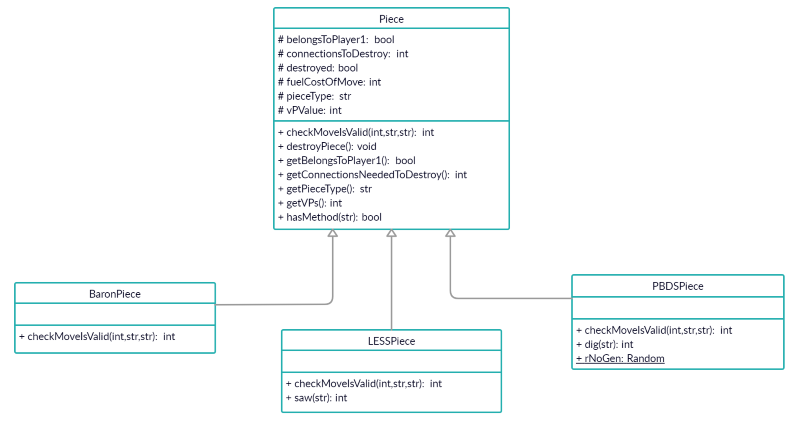 Piece
# belongsToPlayer1: bool
# connectionsToDestroy: int
# destroyed: bool
# fuelCostOfMove: int
# pieceType: str
# vPValue: int
+ checkMoveIsValid(int,str,str): int
+ destroyPiece(): void
+ getBelongsToPlayer1(): bool
+ getConnectionsNeededToDestroy(): int
+ getPieceType(): str
+ getVPs(): int
+ hasMethod(str): bool
BaronPiece
+ checkMoveIsValid(int,str,str): int
LESSPiece
+ checkMoveIsValid(int,str,str): int
+ saw(str): int
PBDSPiece
+ checkMoveIsValid(int,str,str): int
+ dig(str): int
+ rNoGen: Random